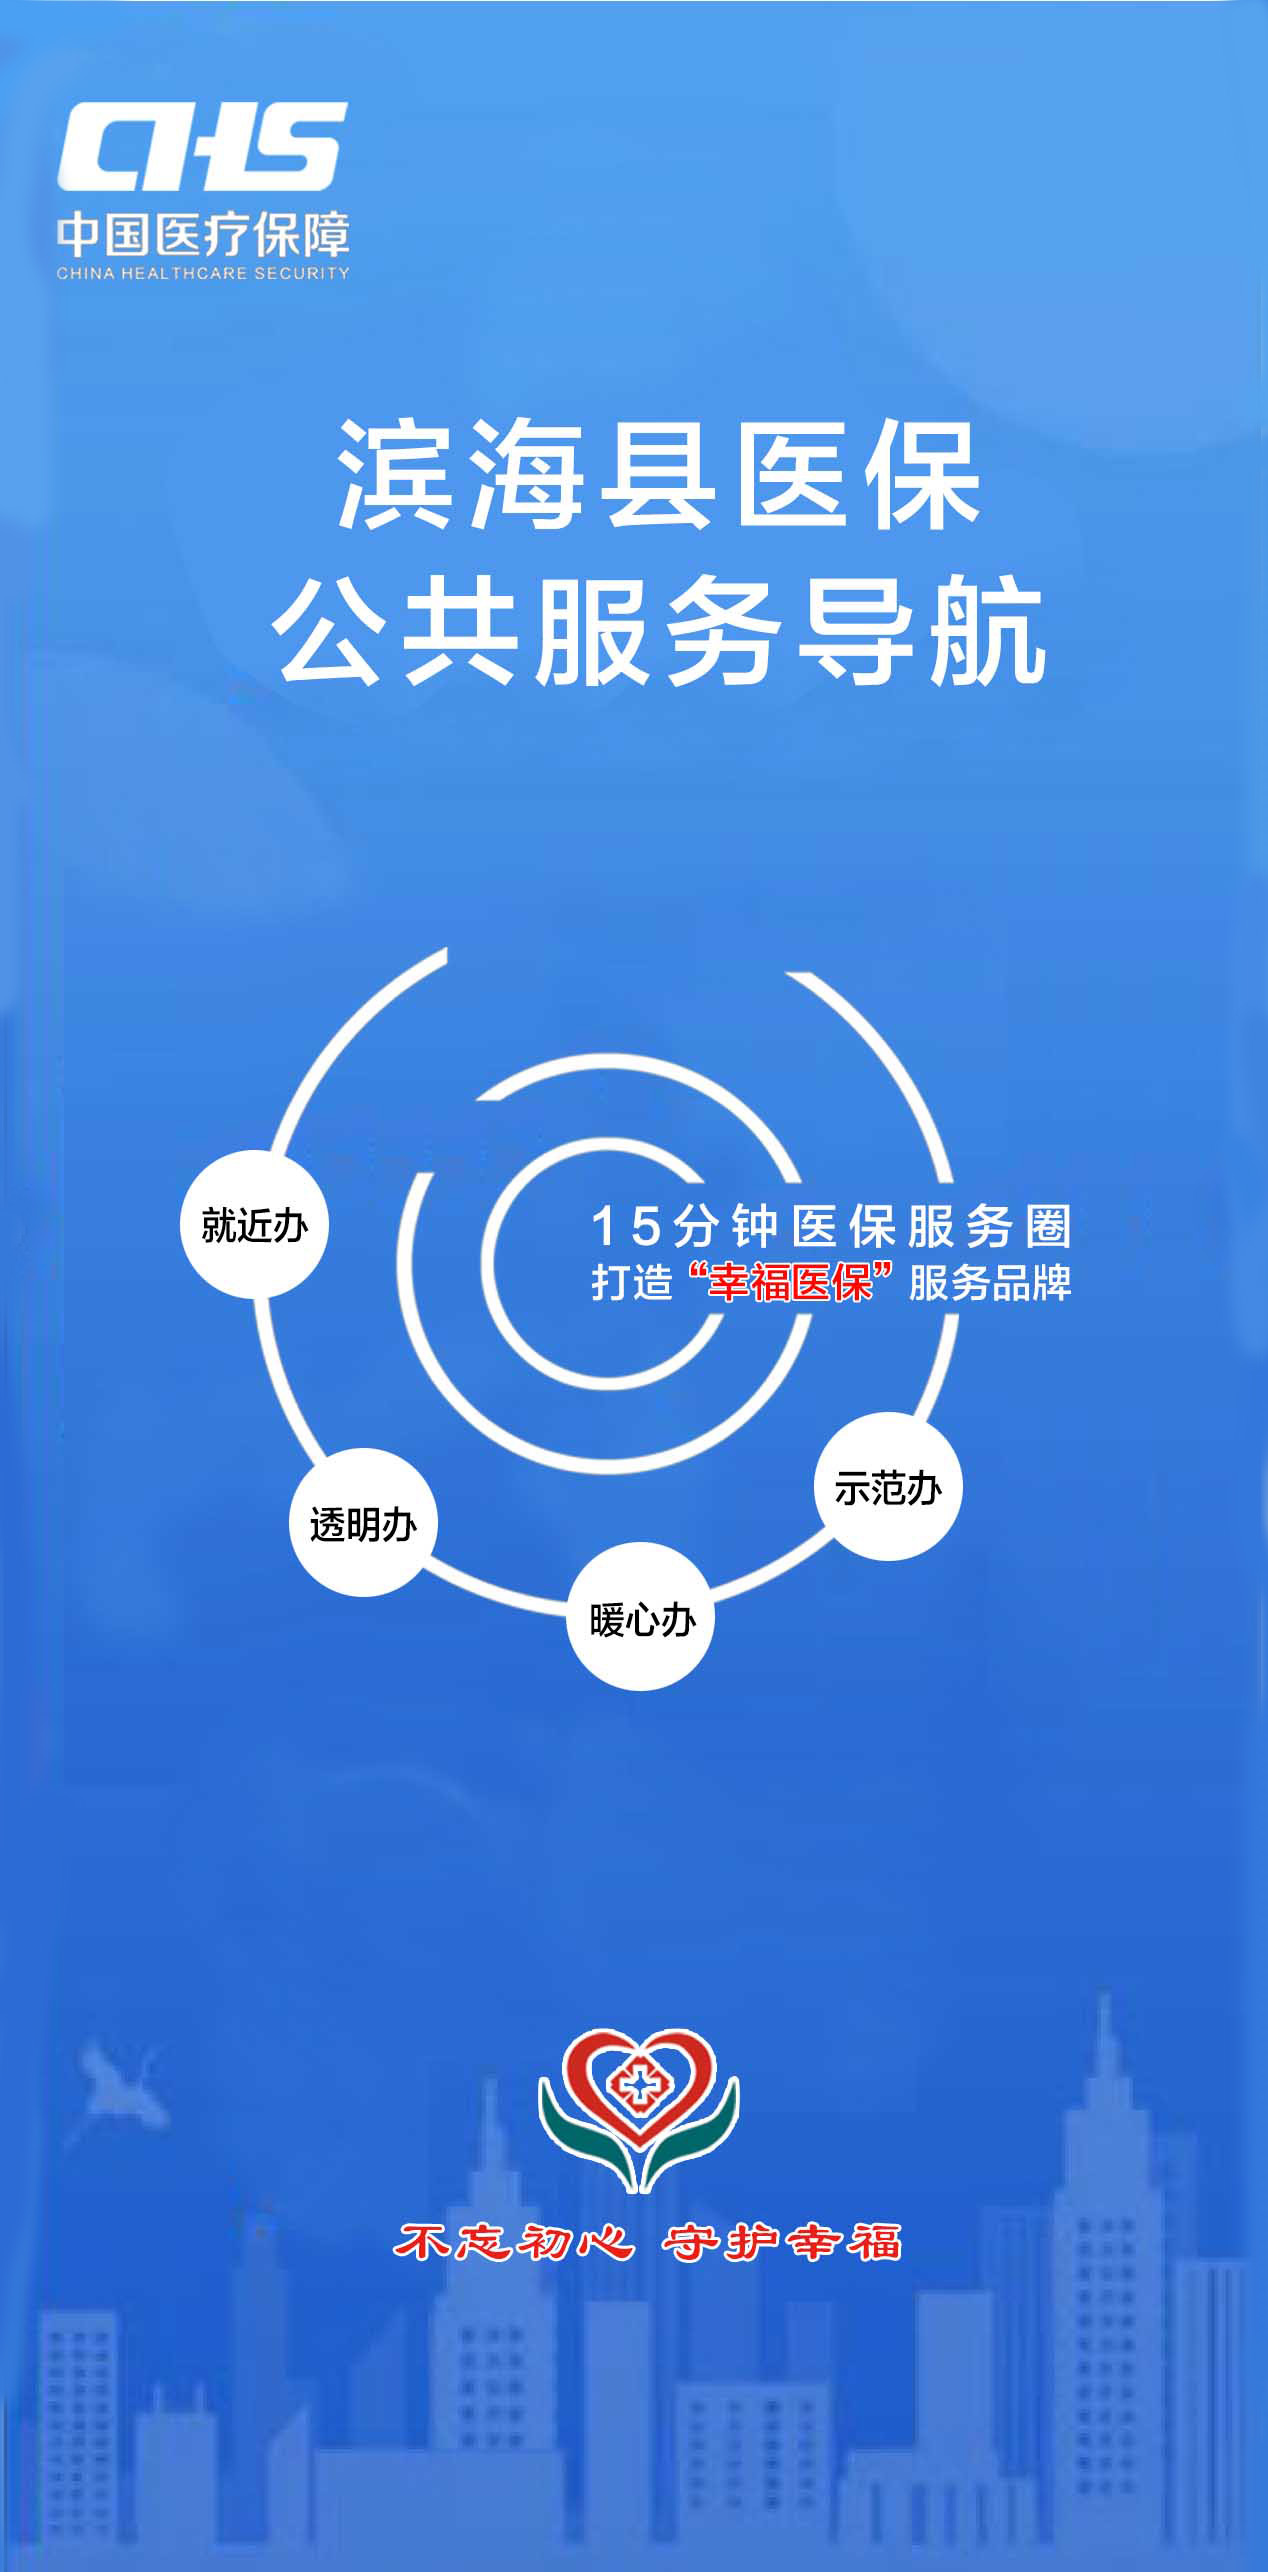 CHS
中国医疗保障
CHINA HEALTHCARE SECURITY
滨海县医保
公共服务导航
15分钟医保服务圈
打造“幸福医保”服务品牌
就近办
透明办
暖心办
示范办
不忘初心 守护幸福